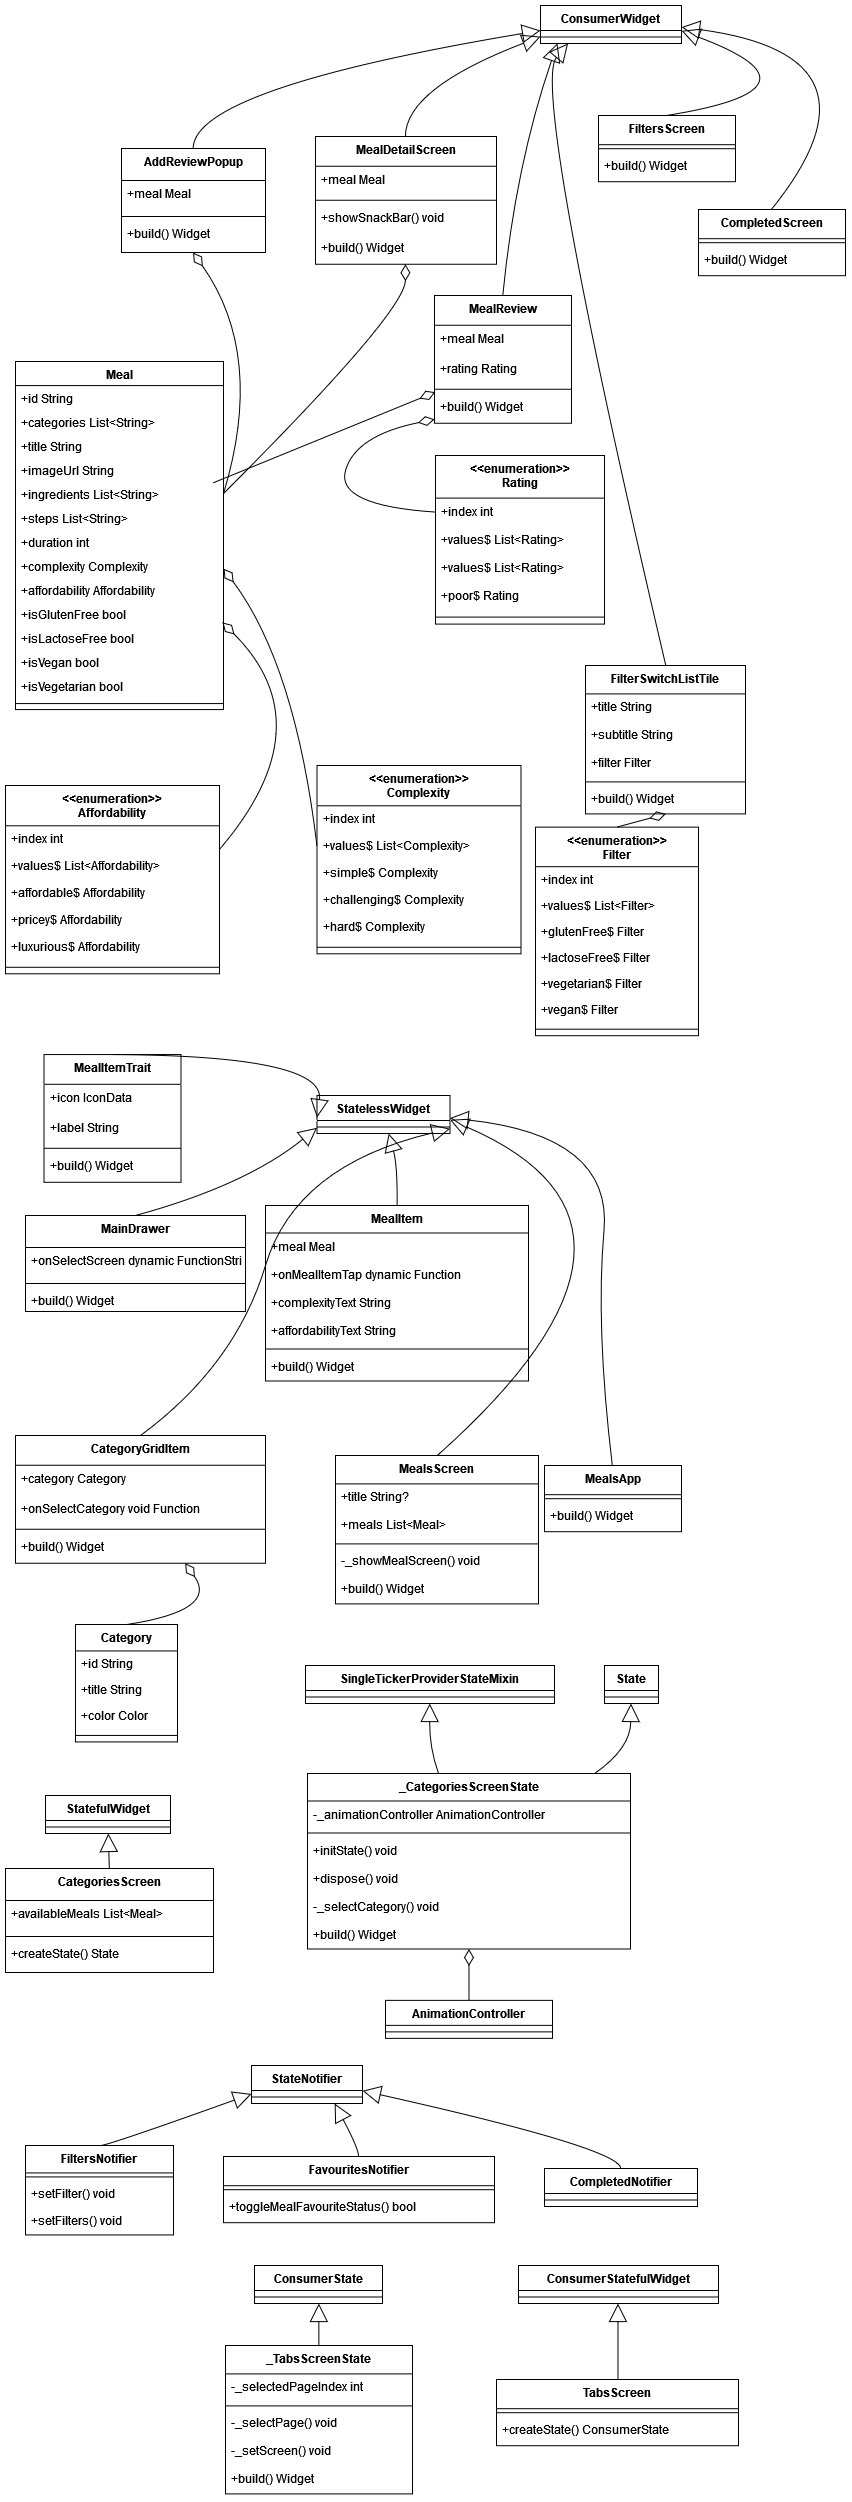 ConsumerWidget
FiltersScreen
+build() Widget
AddReviewPopup
+meal Meal
+build() Widget
MealDetailScreen
+meal Meal
+showSnackBar() void
+build() Widget
CompletedScreen
+build() Widget
MealReview
+meal Meal
+rating Rating
+build() Widget
Meal
+id String
+categories List<String>
+title String
+imageUrl String
+ingredients List<String>
+steps List<String>
+duration int
+complexity Complexity
+affordability Affordability
+isGlutenFree bool
+isLactoseFree bool
+isVegan bool
+isVegetarian bool
<<enumeration>>
Rating
+index int
+values$ List<Rating>
+values$ List<Rating>
+poor$ Rating
FilterSwitchListTile
+title String
+subtitle String
+filter Filter
+build() Widget
<<enumeration>>
Affordability
+index int
+values$ List<Affordability>
+affordable$ Affordability
+pricey$ Affordability
+luxurious$ Affordability
<<enumeration>>
Complexity
+index int
+values$ List<Complexity>
+simple$ Complexity
+challenging$ Complexity
+hard$ Complexity
<<enumeration>>
Filter
+index int
+values$ List<Filter>
+glutenFree$ Filter
+lactoseFree$ Filter
+vegetarian$ Filter
+vegan$ Filter
MealItemTrait
+icon IconData
+label String
+build() Widget
StatelessWidget
MainDrawer
+onSelectScreen dynamic FunctionStri
+build() Widget
MealItem
+meal Meal
+onMealItemTap dynamic Function
+complexityText String
+affordabilityText String
+build() Widget
CategoryGridItem
+category Category
+onSelectCategory void Function
+build() Widget
MealsScreen
+title String?
+meals List<Meal>
-_showMealScreen() void
+build() Widget
MealsApp
+build() Widget
Category
+id String
+title String
+color Color
SingleTickerProviderStateMixin
State
_CategoriesScreenState
-_animationController AnimationController
+initState() void
+dispose() void
-_selectCategory() void
+build() Widget
StatefulWidget
CategoriesScreen
+availableMeals List<Meal>
+createState() State
AnimationController
StateNotifier
FiltersNotifier
+setFilter() void
+setFilters() void
FavouritesNotifier
+toggleMealFavouriteStatus() bool
CompletedNotifier
ConsumerState
ConsumerStatefulWidget
_TabsScreenState
-_selectedPageIndex int
-_selectPage() void
-_setScreen() void
+build() Widget
TabsScreen
+createState() ConsumerState